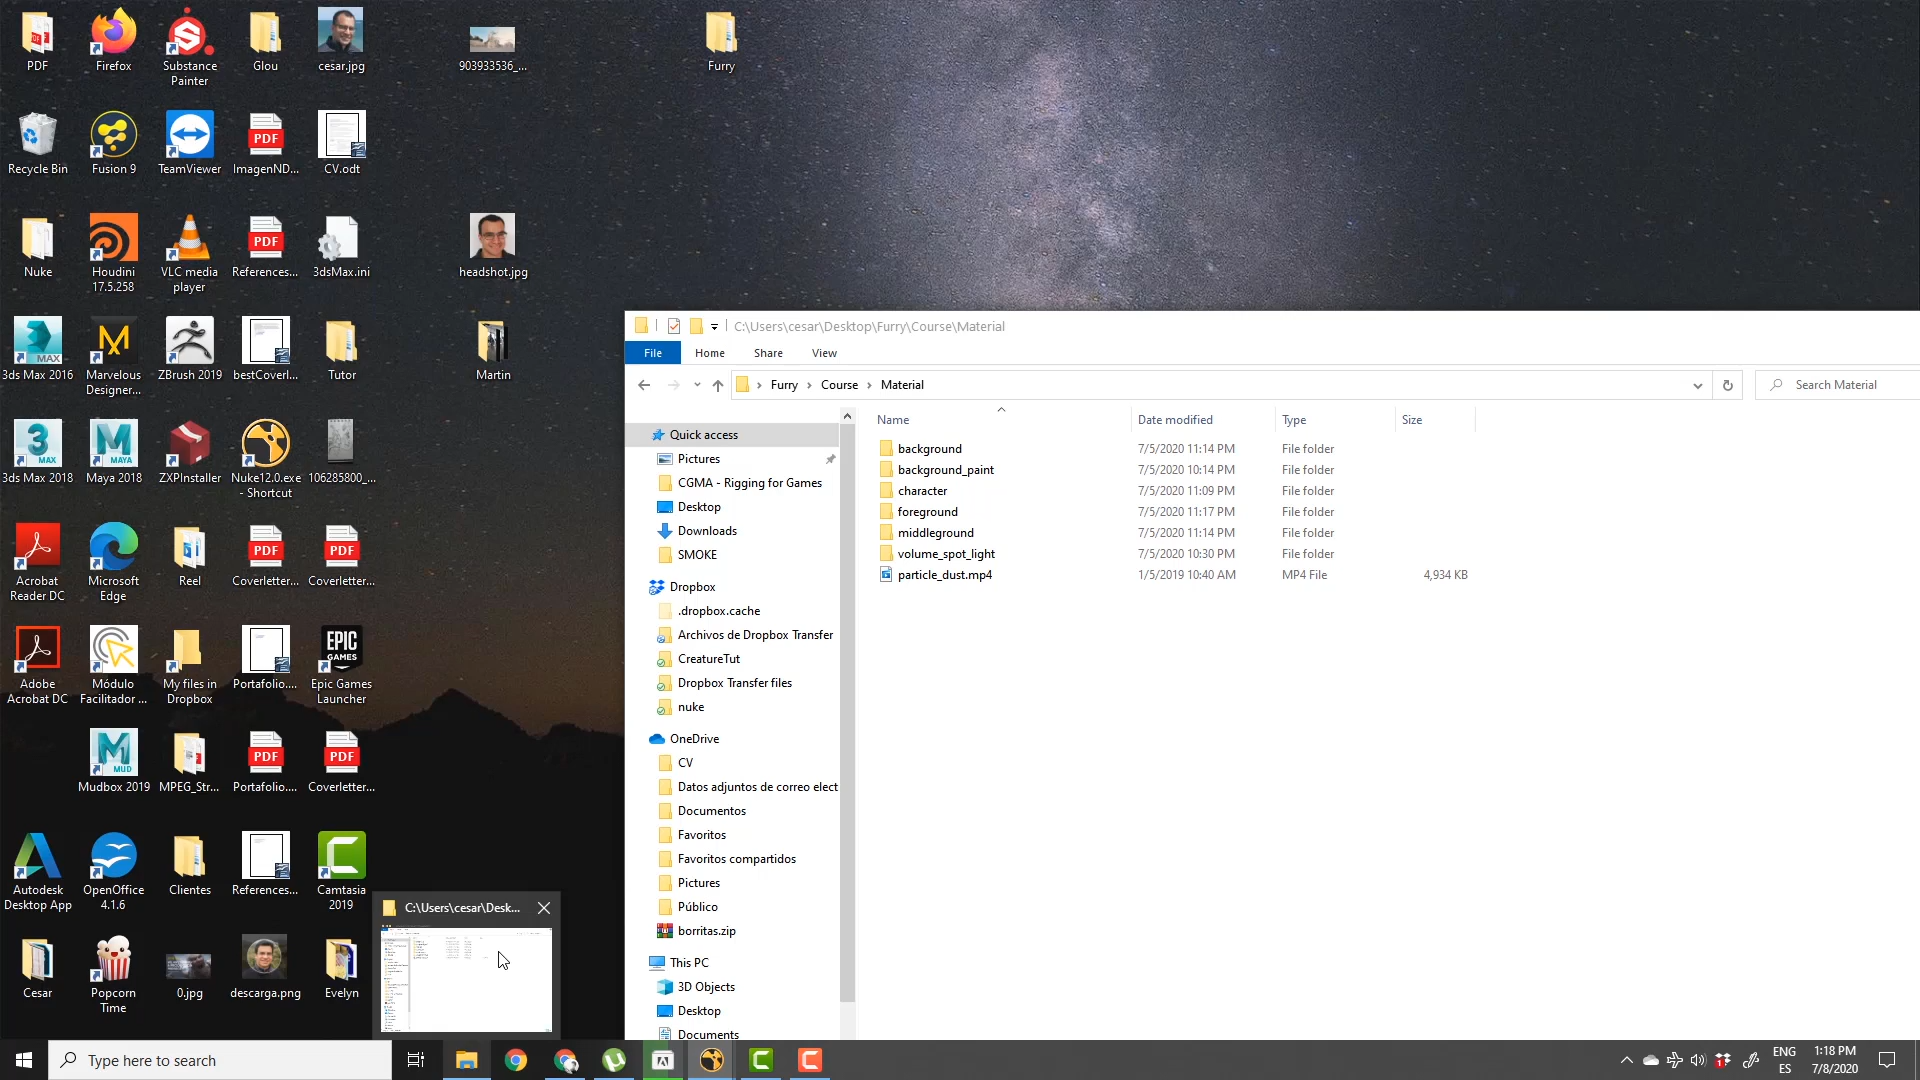 PDF
Firefox
Substance
Painter
Glou
cesar.jpg
903933536_...
Furry
Recycle Bin
Fusion 9
TeamViewer
PDF
ImagenND...
CV.odt
Nuke
Houdini
17.5.258
VLC media
player
PDF
References...
3dsMax.ini
headshot.jpg
MAX
3ds Max 2016
Marvelous
Designer...
ZBrush 2019
bestCoverl...
Tutor
Martin
MAX
3ds Max 2018
MAYA
Maya 2018
ZXPInstaller
Nuke12.0.exe
- Shortcut
106285800_...
Acrobat
Reader DC
Microsoft
Edge
Reel
PDF
Coverletter...
PDF
Coverletter...
Adobe
Acrobat DC
Módulo
Facilitador ...
My files in
Dropbox
Portafolio....
EPIC
GAMES
Epic Games
Launcher
MUD
Mudbox 2019
MPEG_Str...
PDF
Portafolio....
PDF
Coverletter...
Autodesk
Desktop App
OpenOffice
4.1.6
Clientes
References...
Camtasia
2019
Cesar
Popcorn
Time
0.jpg
descarga.png
Evelyn
C:\Users\cesar\Desk...
C:\Users\cesar\Desktop\Furry\Course\Material
File Home Share View
Furry > Course > Material
Search Material
Name Date modified Type Size
background 7/5/2020 11:14 PM File folder
background_paint 7/5/2020 10:14 PM File folder
character 7/5/2020 11:09 PM File folder
foreground 7/5/2020 11:17 PM File folder
middleground 7/5/2020 11:14 PM File folder
volume_spot_light 7/5/2020 10:30 PM File folder
particle_dust.mp4 1/5/2019 10:40 AM MP4 File 4,934 KB
Quick access
Pictures
CGMA - Rigging for Games
Desktop
Downloads
SMOKE
Dropbox
.dropbox.cache
Archivos de Dropbox Transfer
CreatureTut
Dropbox Transfer files
nuke
OneDrive
CV
Datos adjuntos de correo elect
Documentos
Favoritos
Favoritos compartidos
Pictures
Público
borritas.zip
This PC
3D Objects
Desktop
Documents
Type here to search
ENG
ES
1:18 PM
7/8/2020